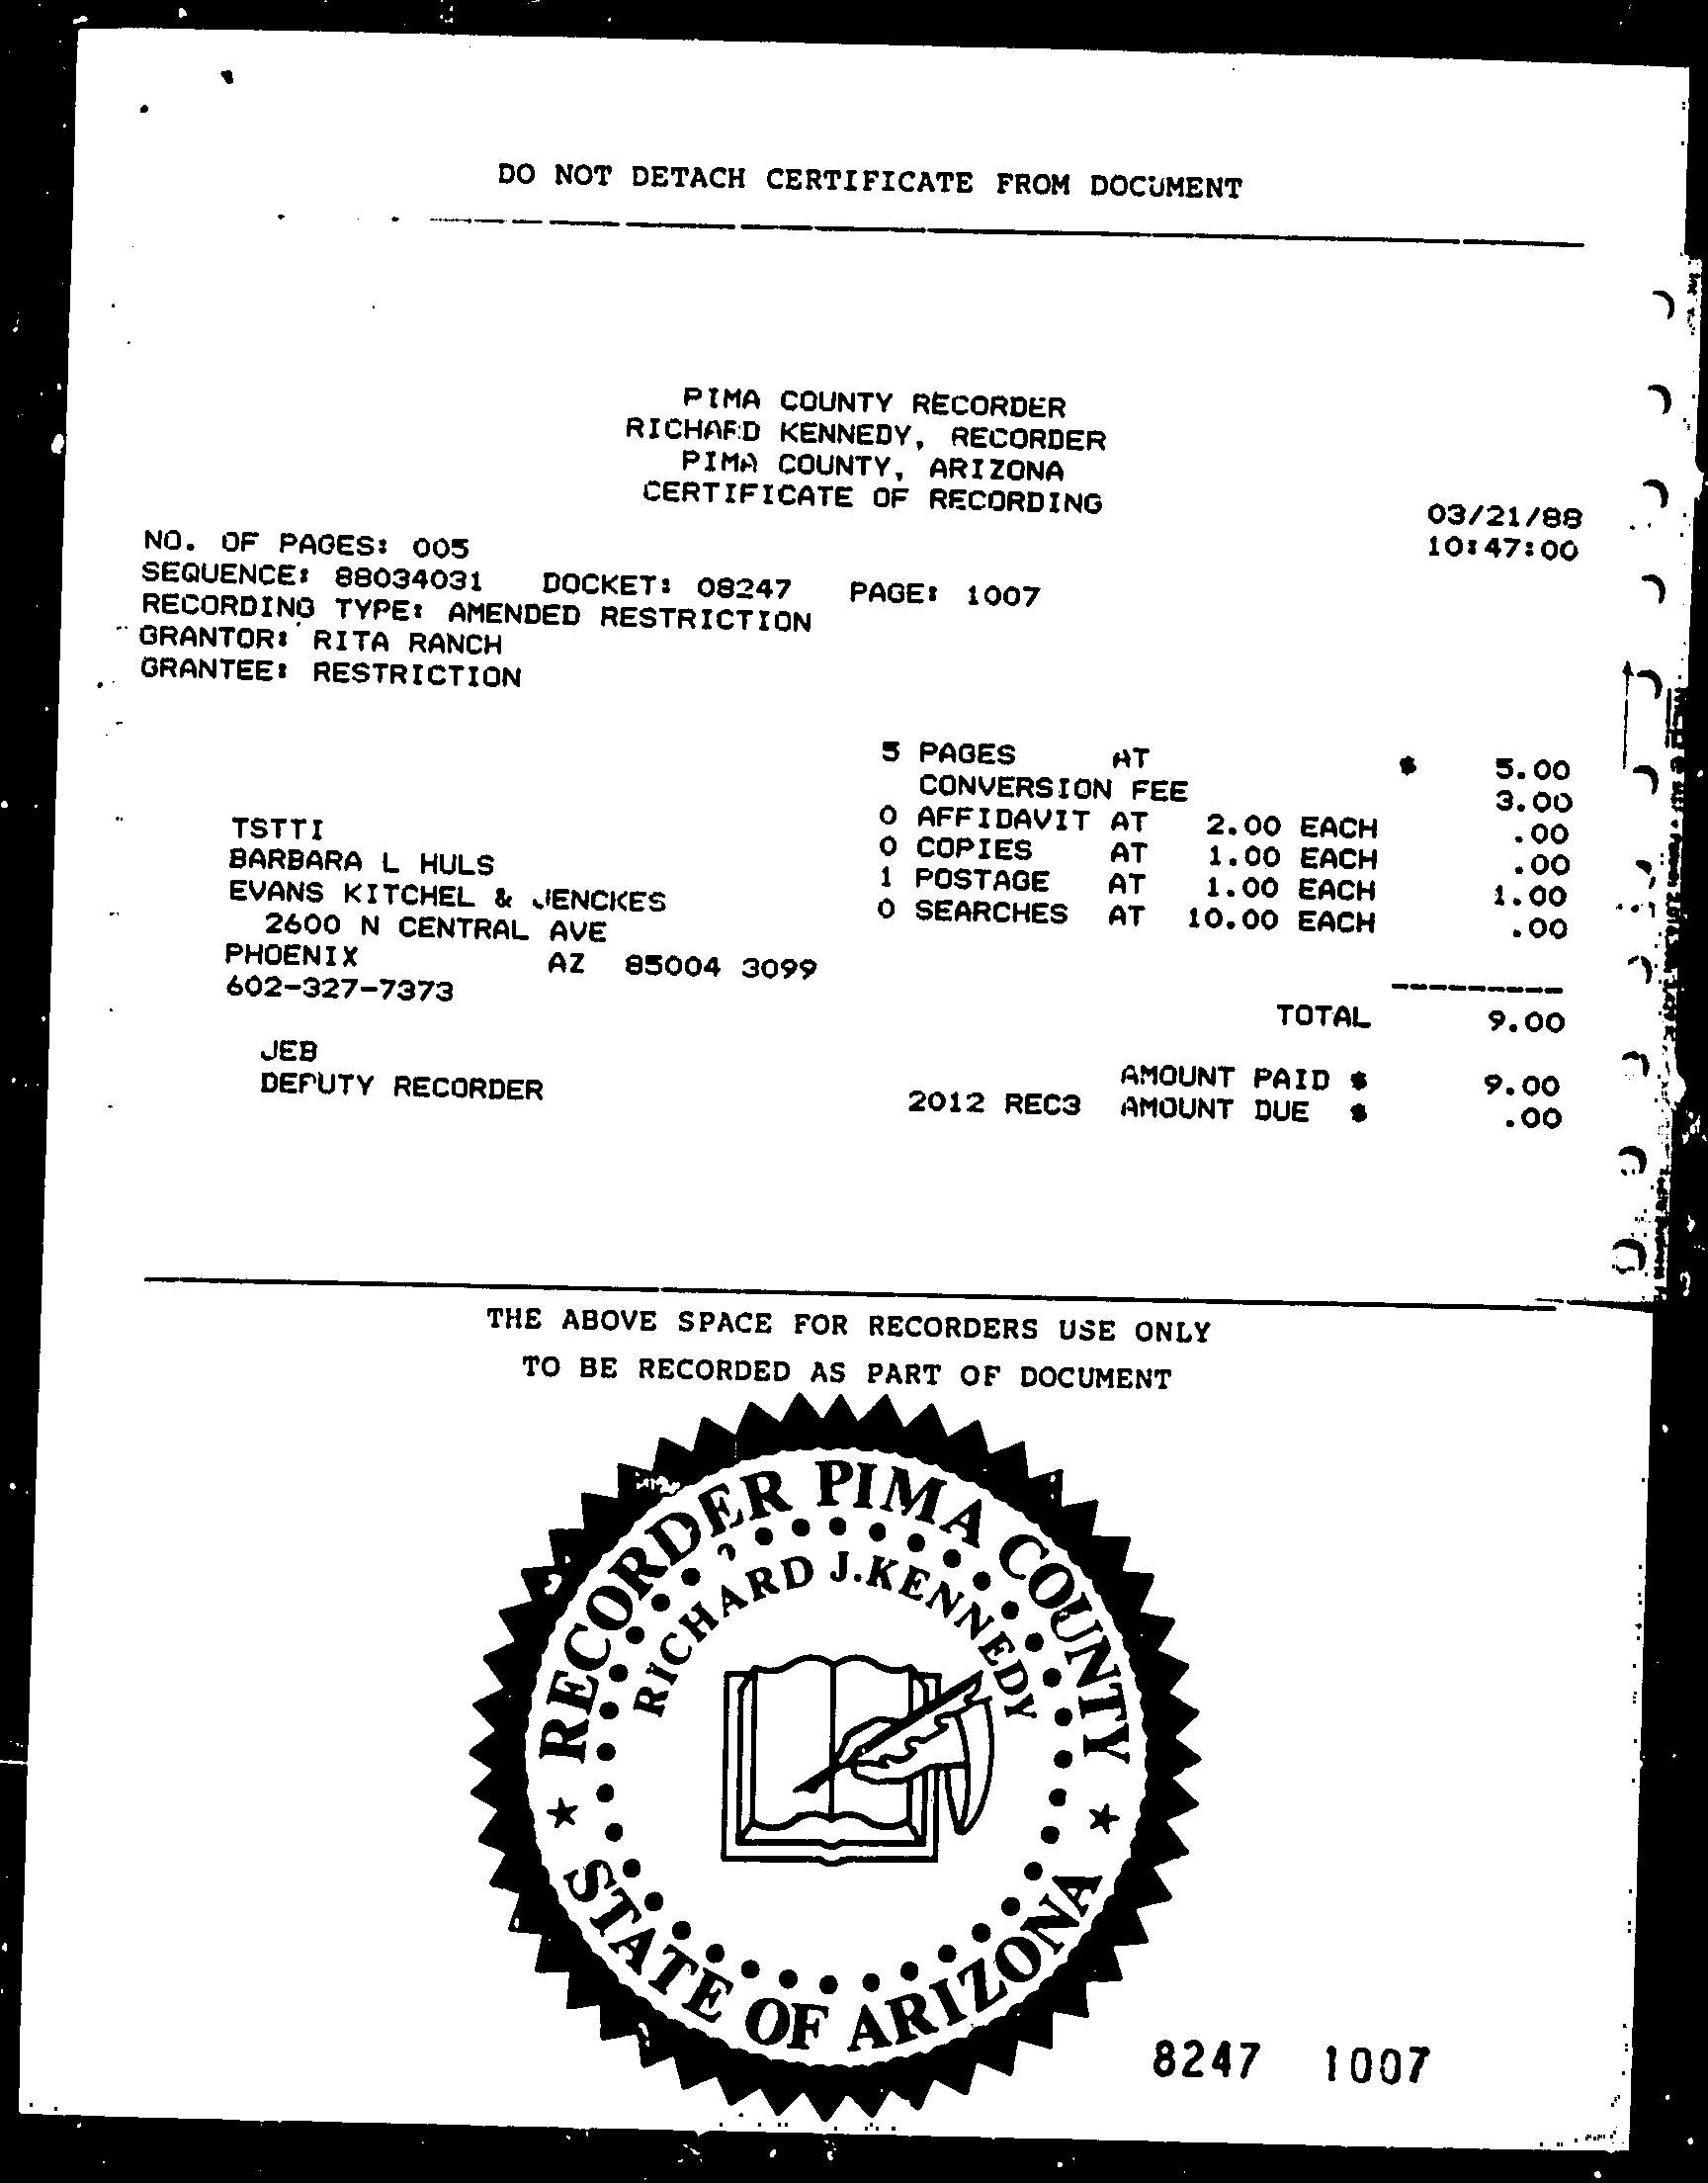 DO NOT DETACH CERTIFICATE FROM DOCUMENT
PIMA COUNTY RECORDER
RICHARD KENNEDY, RECORDER
PIMA COUNTY, ARIZONA
CERTIFICATE OF RECORDING
03/21/88
10:47:00
NO. OF PAGES: 005
SEQUENCE: 88034031 DOCKET: 08247 PAGE: 1007
RECORDING TYPE: AMENDED RESTRICTION
GRANTOR: RITA RANCH
GRANTEE: RESTRICTION
5 PAGES AT $ 5.00
CONVERSION FEE 3.00
0 AFFIDAVIT AT 2.00 EACH .00
0 COPIES AT 1.00 EACH .00
1 POSTAGE AT 1.00 EACH 1.00
0 SEARCHES AT 10.00 EACH .00
TSTTI
BARBARA L HULS
EVANS KITCHEL & JENCKES
2600 N CENTRAL AVE
PHOENIX AZ 85004 3099
602-327-7373
TOTAL 9.00
JEB
DEPUTY RECORDER
AMOUNT PAID $ 9.00
2012 REC3 AMOUNT DUE $ .00
THE ABOVE SPACE FOR RECORDERS USE ONLY
TO BE RECORDED AS PART OF DOCUMENT
RECORDER PIMA COUNTY
RICHARD J.KENNEDY
STATE OF ARIZONA
8247 1007